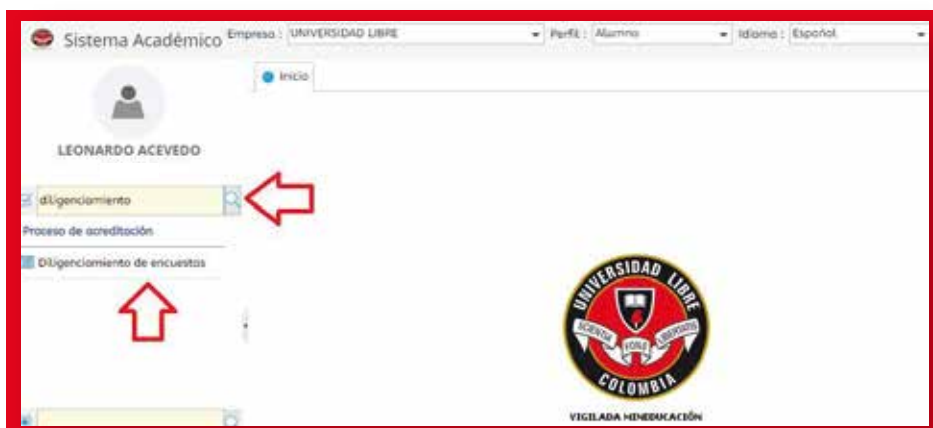 Sistema Académico
Empresa : UNIVERSIDAD LIBRE
Perfil : Alumno
Idioma : Español
Inicio
LEONARDO ACEVEDO
diligenciamiento
Proceso de acreditación
Diligenciamiento de encuestas
UNIVERSIDAD LIBRE
SCIENTIA FORIS LIBERTATIS
COLOMBIA
VIGILADA MINEDUCACIÓN